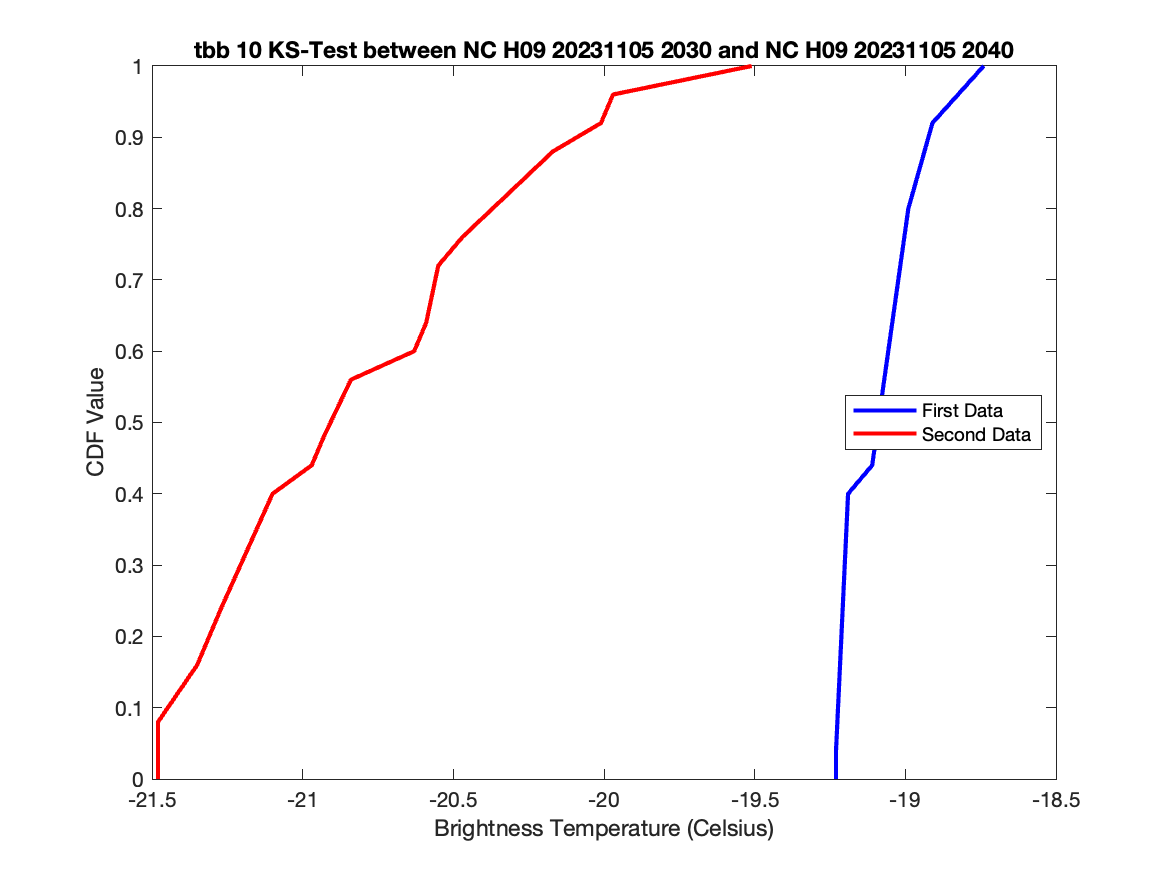 tbb 10 KS-Test between NC H09 20231105 2030 and NC H09 20231105 2040
1
0.9
0.8
0.7
0.6
0.5
0.4
0.3
0.2
0.1
0
CDF Value
First Data
Second Data
-21.5 -21 -20.5 -20 -19.5 -19 -18.5
Brightness Temperature (Celsius)